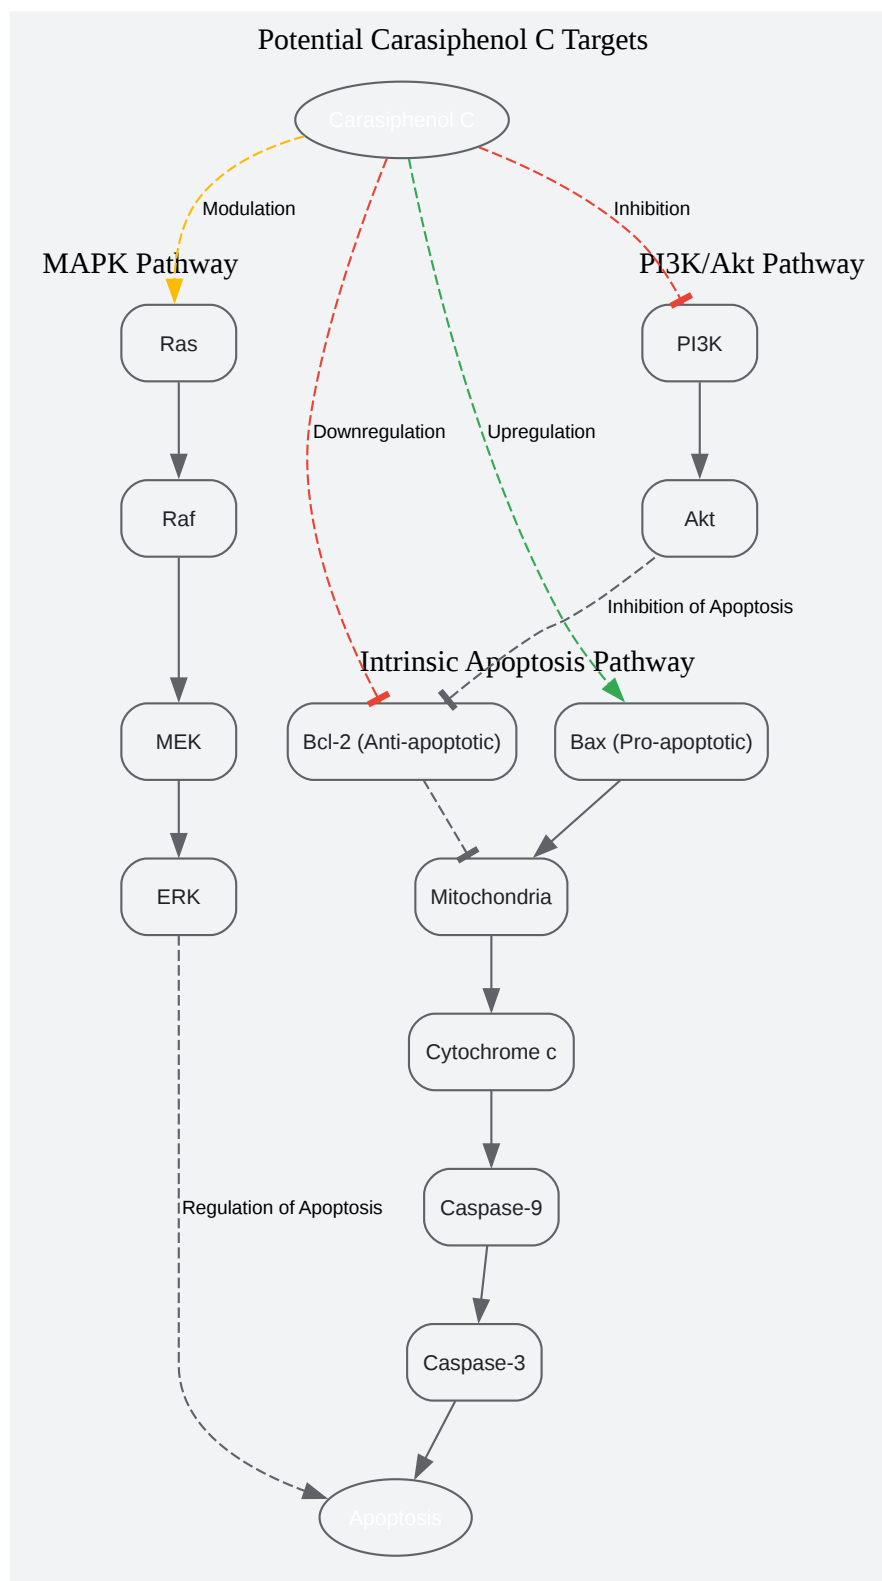 Potential Carasiphenol C Targets
Carasiphenol C
Modulation
Inhibition
MAPK Pathway
PI3K/Akt Pathway
Ras
PI3K
Downregulation
Upregulation
Raf
Akt
Inhibition of Apoptosis
Intrinsic Apoptosis Pathway
MEK
Bcl-2 (Anti-apoptotic)
Bax (Pro-apoptotic)
ERK
Mitochondria
Cytochrome c
Caspase-9
Regulation of Apoptosis
Caspase-3
Apoptosis